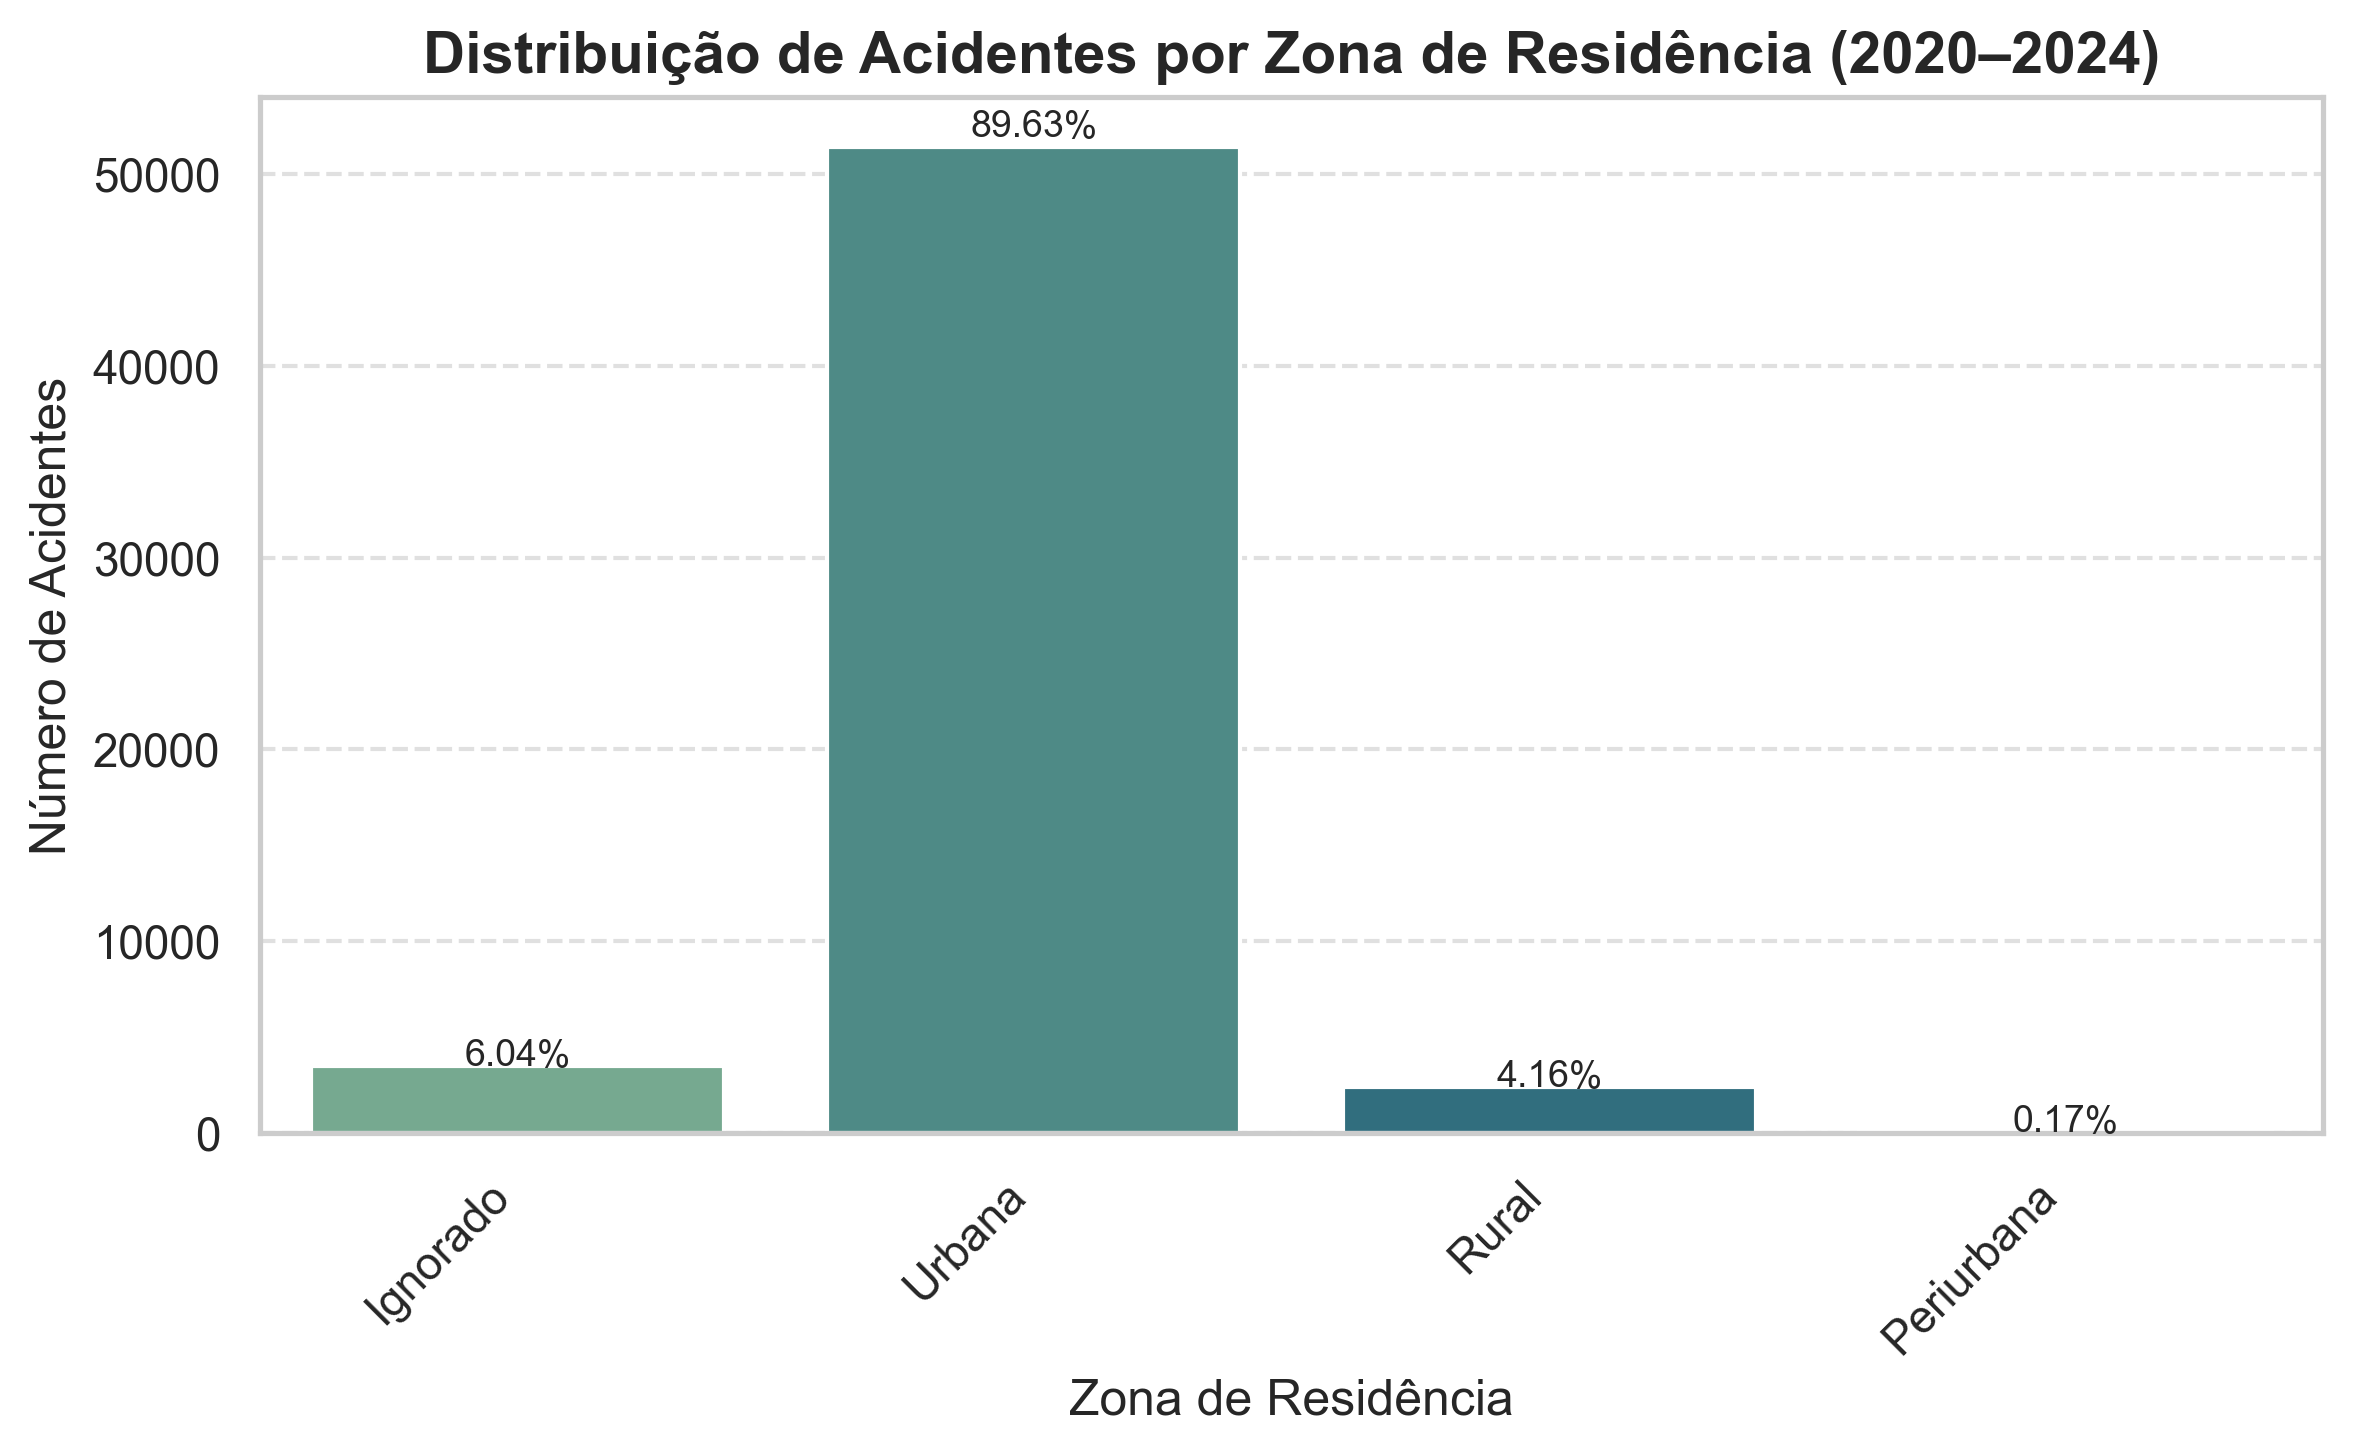 Distribuição de Acidentes por Zona de Residência (2020–2024)
Número de Acidentes
50000
40000
30000
20000
10000
0
6.04%
89.63%
4.16%
0.17%
Ignorado
Urbana
Rural
Periurbana
Zona de Residência